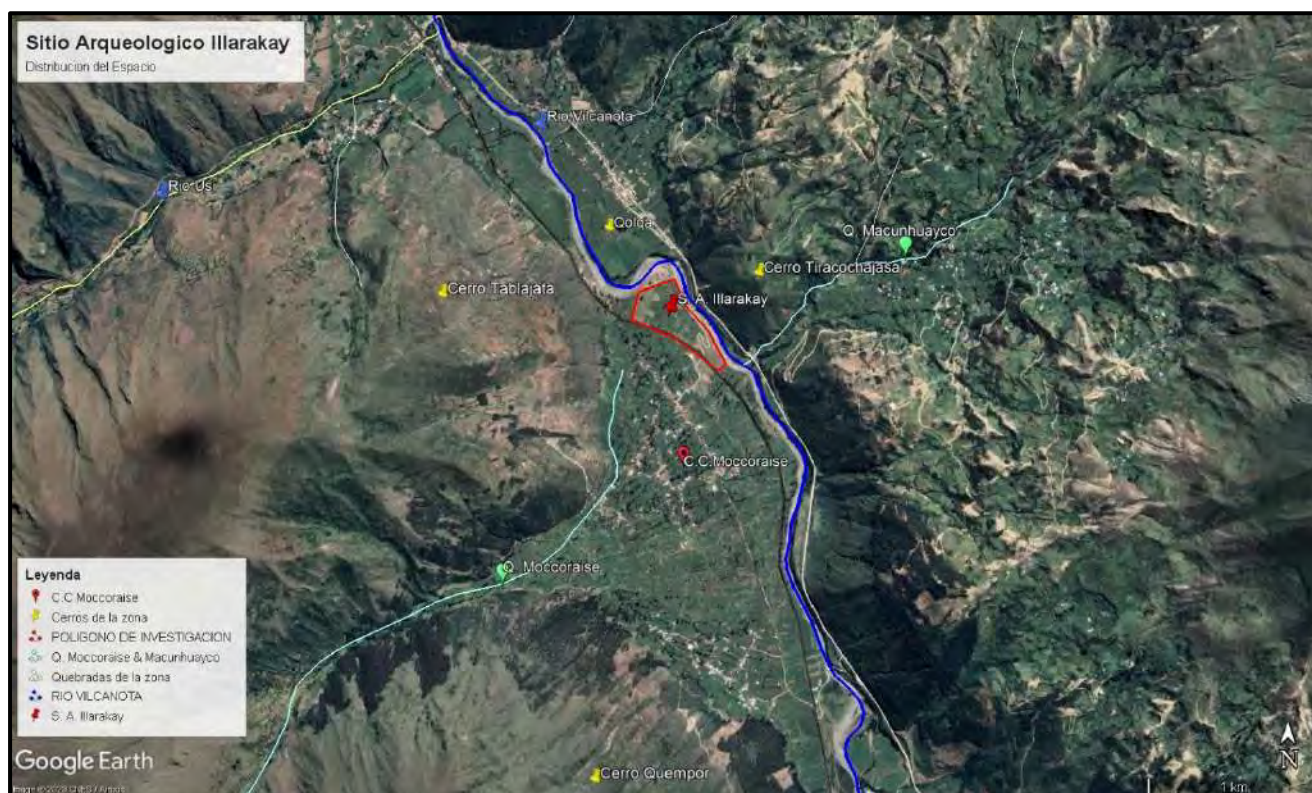 Sitio Arqueologico Illarakay
Distribucion del Espacio
Rio Vilcanota
Rio Usi
Qolqa
Q. Macunhuayco
Cerro Tiracochajasa
Cerro Tablajata
S. A. Illarakay
C.C.Moccoraise
Q. Moccoraise
Leyenda
C.C Moccoraise
Cerros de la zona
POLIGONO DE INVESTIGACION
Q. Moccoraise & Macunhuayco
Quebradas de la zona
RIO VILCANOTA
S. A. Illarakay
Cerro Quempor
N
Google Earth
1 km